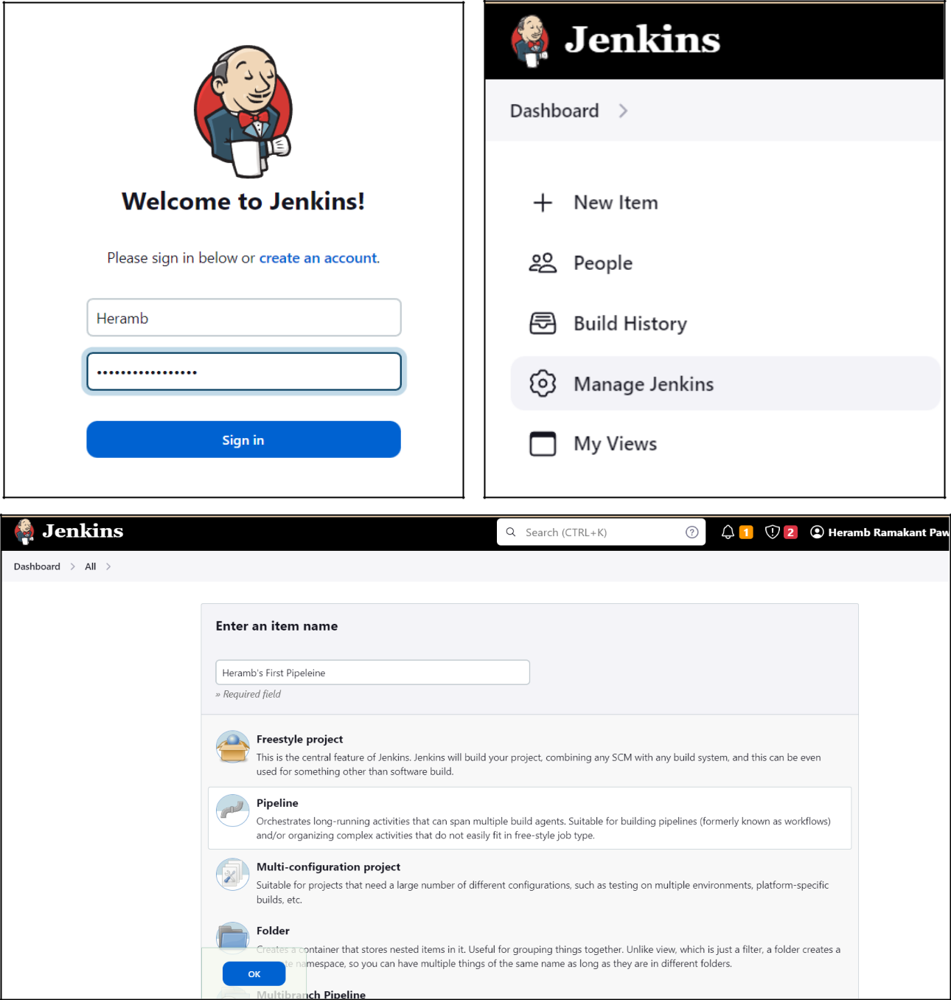 Welcome to Jenkins!
Please sign in below or create an account.
Heramb
•••••••••••••••••
Sign in
Jenkins
Dashboard
New Item
People
Build History
Manage Jenkins
My Views
Jenkins
Search (CTRL+K)
1
2
Heramb Ramakant Paw
Dashboard
All
Enter an item name
Heramb's First Pipeleine
» Required field
Freestyle project
This is the central feature of Jenkins. Jenkins will build your project, combining any SCM with any build system, and this can be even
used for something other than software build.
Pipeline
Orchestrates long-running activities that can span multiple build agents. Suitable for building pipelines (formerly known as workflows)
and/or organizing complex activities that do not easily fit in free-style job type.
Multi-configuration project
Suitable for projects that need a large number of different configurations, such as testing on multiple environments, platform-specific
builds, etc.
Folder
Creates a container that stores nested items in it. Useful for grouping things together. Unlike view, which is just a filter, a folder creates a
te namespace, so you can have multiple things of the same name as long as they are in different folders.
OK
Multibranch Pipeline